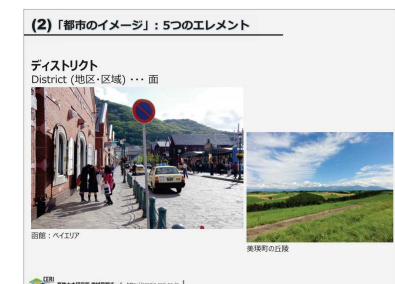 (2)「都市のイメージ」: 5つのエレメント
ディストリクト
District (地区・区域) ･･･ 面
函館：ベイエリア
美瑛町の丘陵
CERI